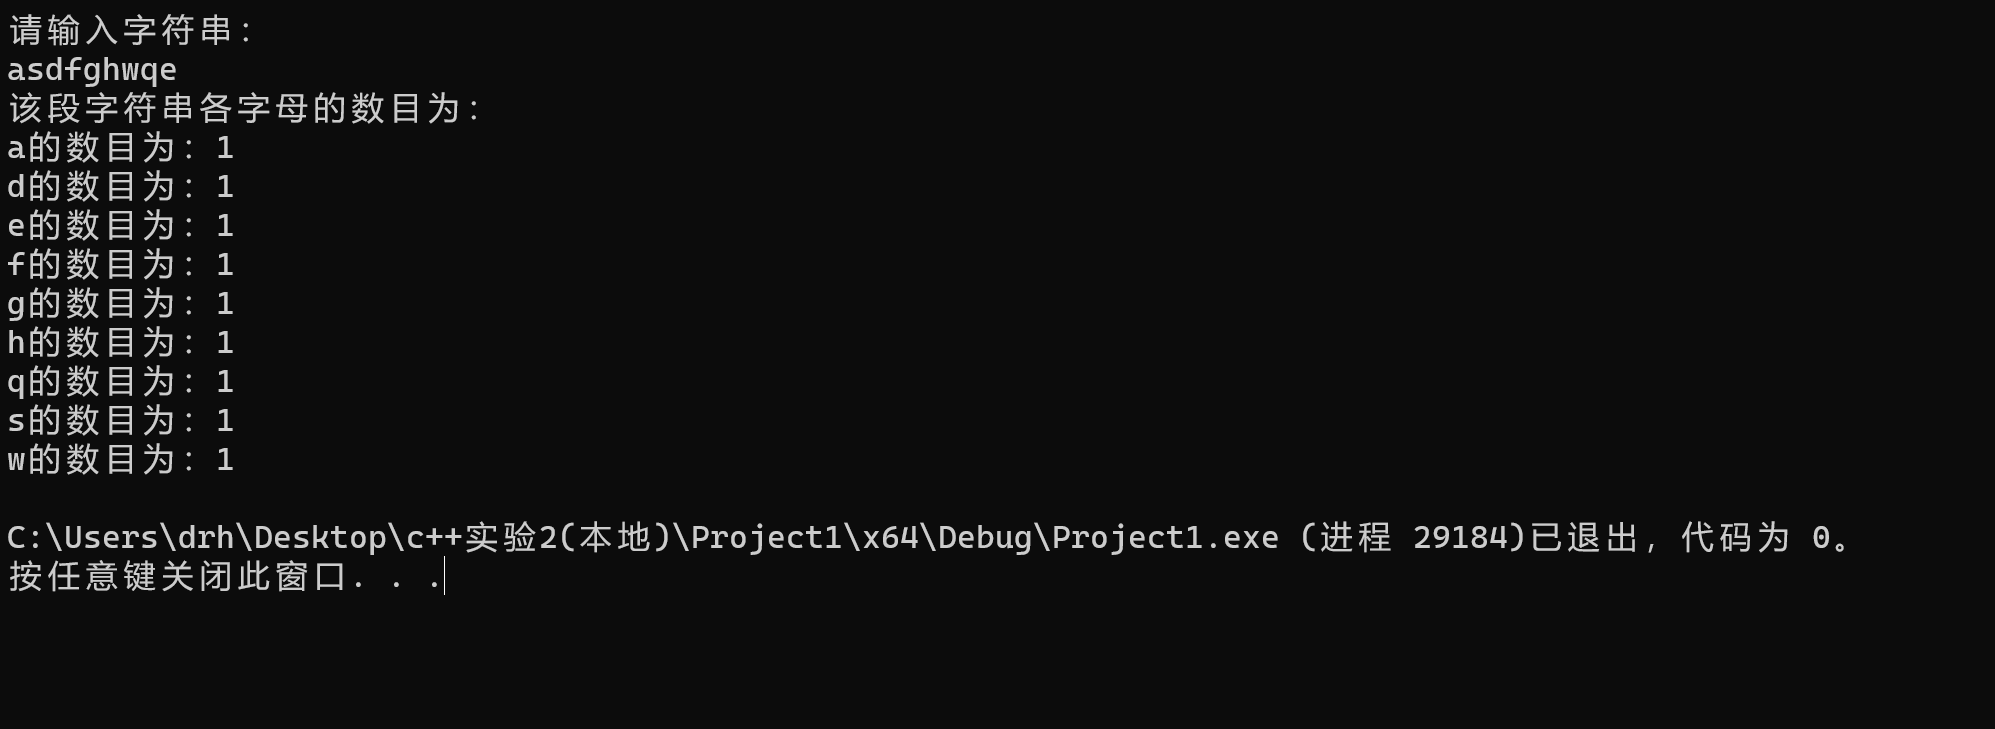 请输入字符串：
asdfghwqe
该段字符串各字母的数目为：
a的数目为：1
d的数目为：1
e的数目为：1
f的数目为：1
g的数目为：1
h的数目为：1
q的数目为：1
s的数目为：1
w的数目为：1
C:\Users\drh\Desktop\c++实验2(本地)\Project1\x64\Debug\Project1.exe (进程 29184)已退出，代码为 0。
按任意键关闭此窗口. . .